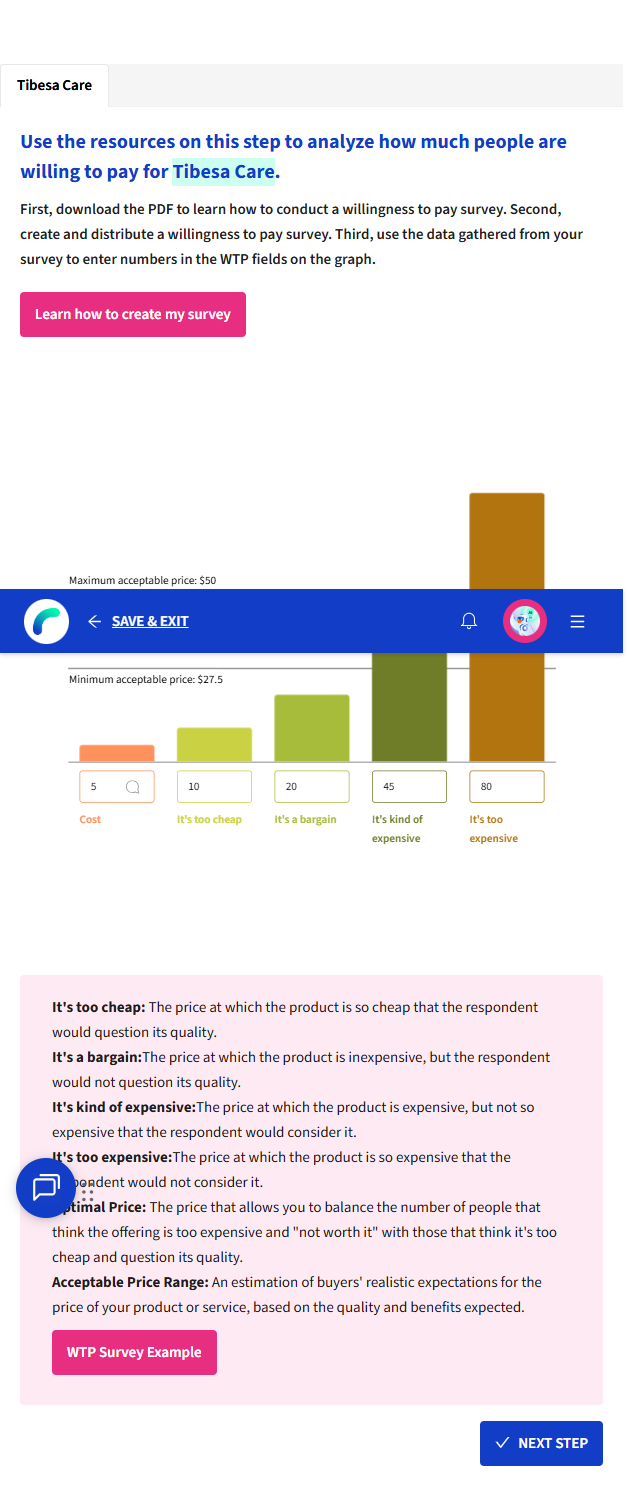 Tibesa Care
Use the resources on this step to analyze how much people are
willing to pay for Tibesa Care.
First, download the PDF to learn how to conduct a willingness to pay survey. Second,
create and distribute a willingness to pay survey. Third, use the data gathered from your
survey to enter numbers in the WTP fields on the graph.
Learn how to create my survey
Maximum acceptable price: $50
SAVE & EXIT
Minimum acceptable price: $27.5
5 10 20 45 80
Cost It's too cheap It's a bargain It's kind of It's too
expensive expensive
It's too cheap: The price at which the product is so cheap that the respondent
would question its quality.
It's a bargain:The price at which the product is inexpensive, but the respondent
would not question its quality.
It's kind of expensive:The price at which the product is expensive, but not so
expensive that the respondent would consider it.
It's too expensive:The price at which the product is so expensive that the
pondent would not consider it.
ptimal Price: The price that allows you to balance the number of people that
think the offering is too expensive and "not worth it" with those that think it's too
cheap and question its quality.
Acceptable Price Range: An estimation of buyers' realistic expectations for the
price of your product or service, based on the quality and benefits expected.
WTP Survey Example
NEXT STEP